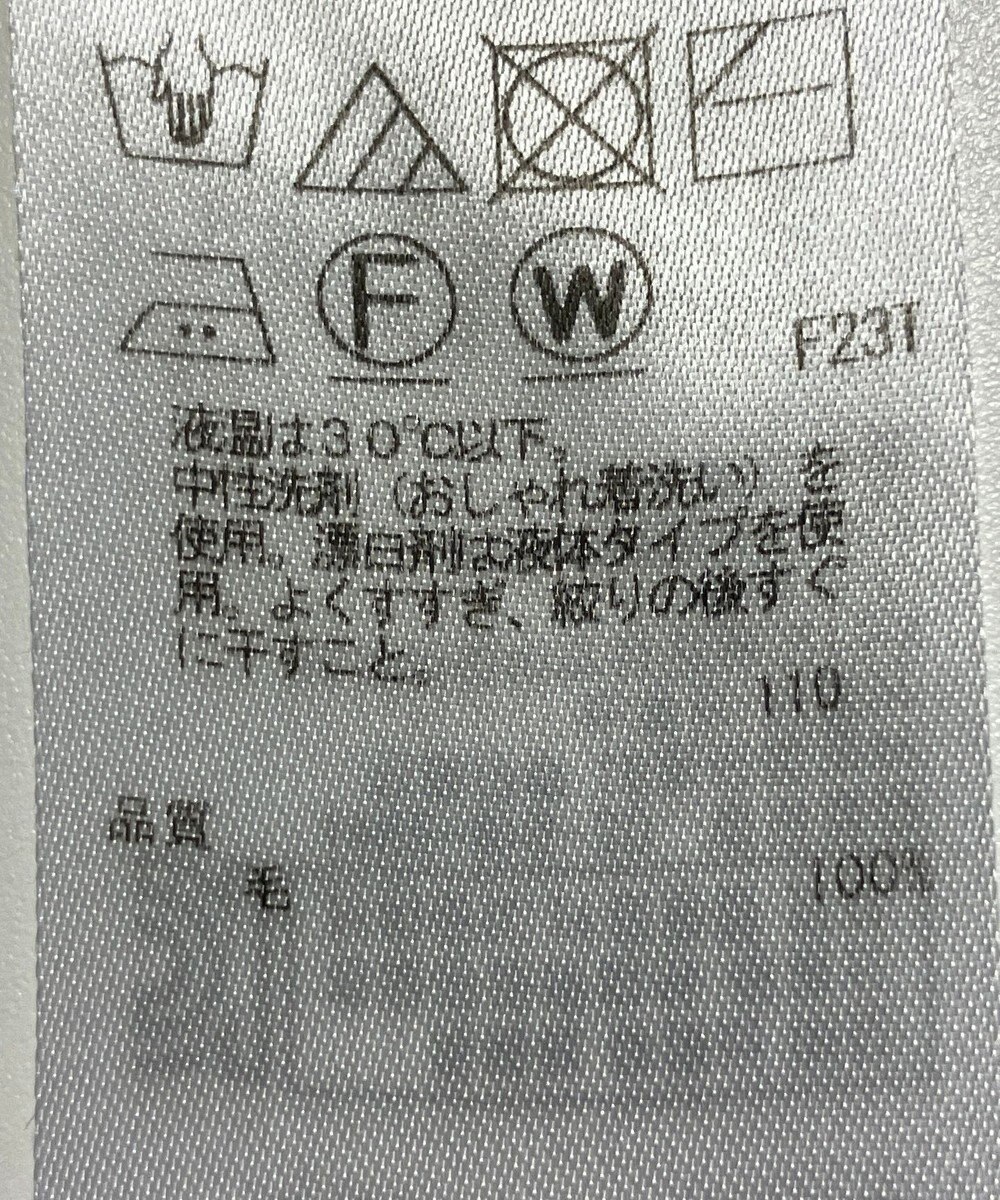 F
W
F23T
液温は30℃以下。
中性洗剤(おしゃれ着洗い)を
使用。漂白剤は液体タイプを使
用。よくすすぎ、絞りの後すぐ
に干すこと。
110
品質
毛 100%